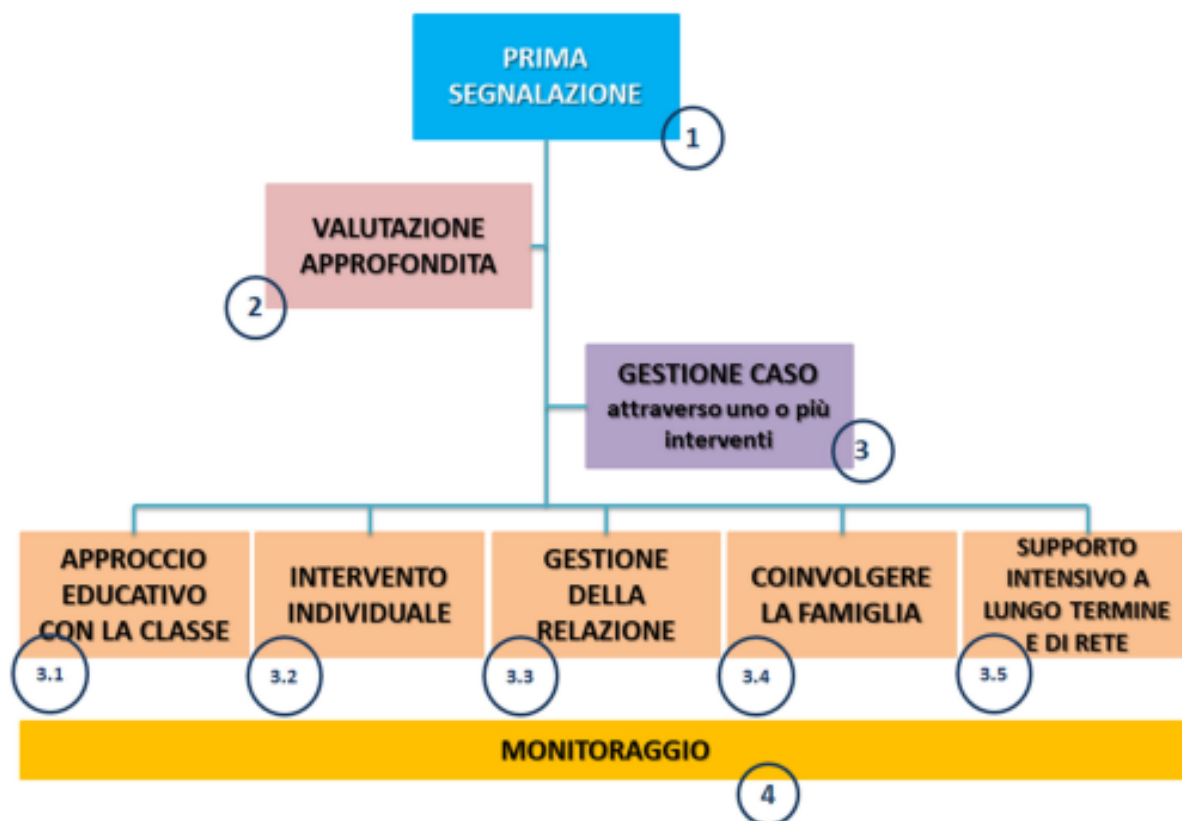 PRIMA
SEGNALAZIONE
1
VALUTAZIONE
APPROFONDITA
2
GESTIONE CASO
attraverso uno o più
interventi
3
APPROCCIO
EDUCATIVO
CON LA CLASSE
3.1
INTERVENTO
INDIVIDUALE
3.2
GESTIONE
DELLA
RELAZIONE
3.3
COINVOLGERE
LA FAMIGLIA
3.4
SUPPORTO
INTENSIVO A
LUNGO TERMINE
E DI RETE
3.5
MONITORAGGIO
4